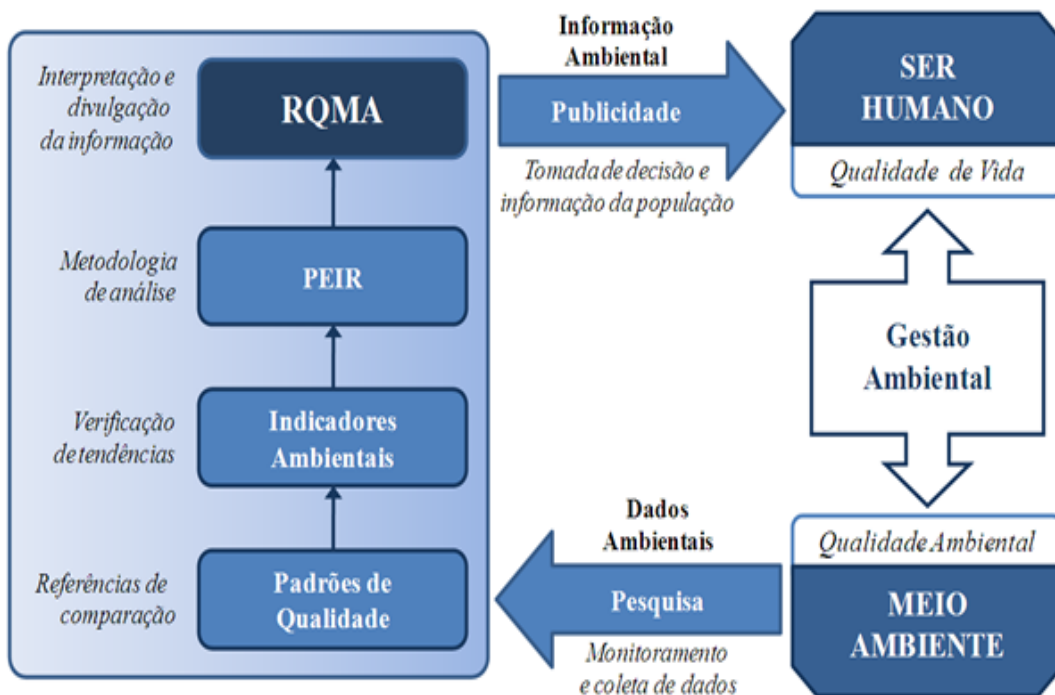 Interpretação e
divulgação
da informação
RQMA
Metodologia
de análise
PEIR
Verificação
de tendências
Indicadores
Ambientais
Referências de
comparação
Padrões de
Qualidade
Informação
Ambiental
Publicidade
Tomada de decisão e
informação da população
SER
HUMANO
Qualidade de Vida
Gestão
Ambiental
Dados
Ambientais
Pesquisa
Monitoramento
e coleta de dados
Qualidade Ambiental
MEIO
AMBIENTE